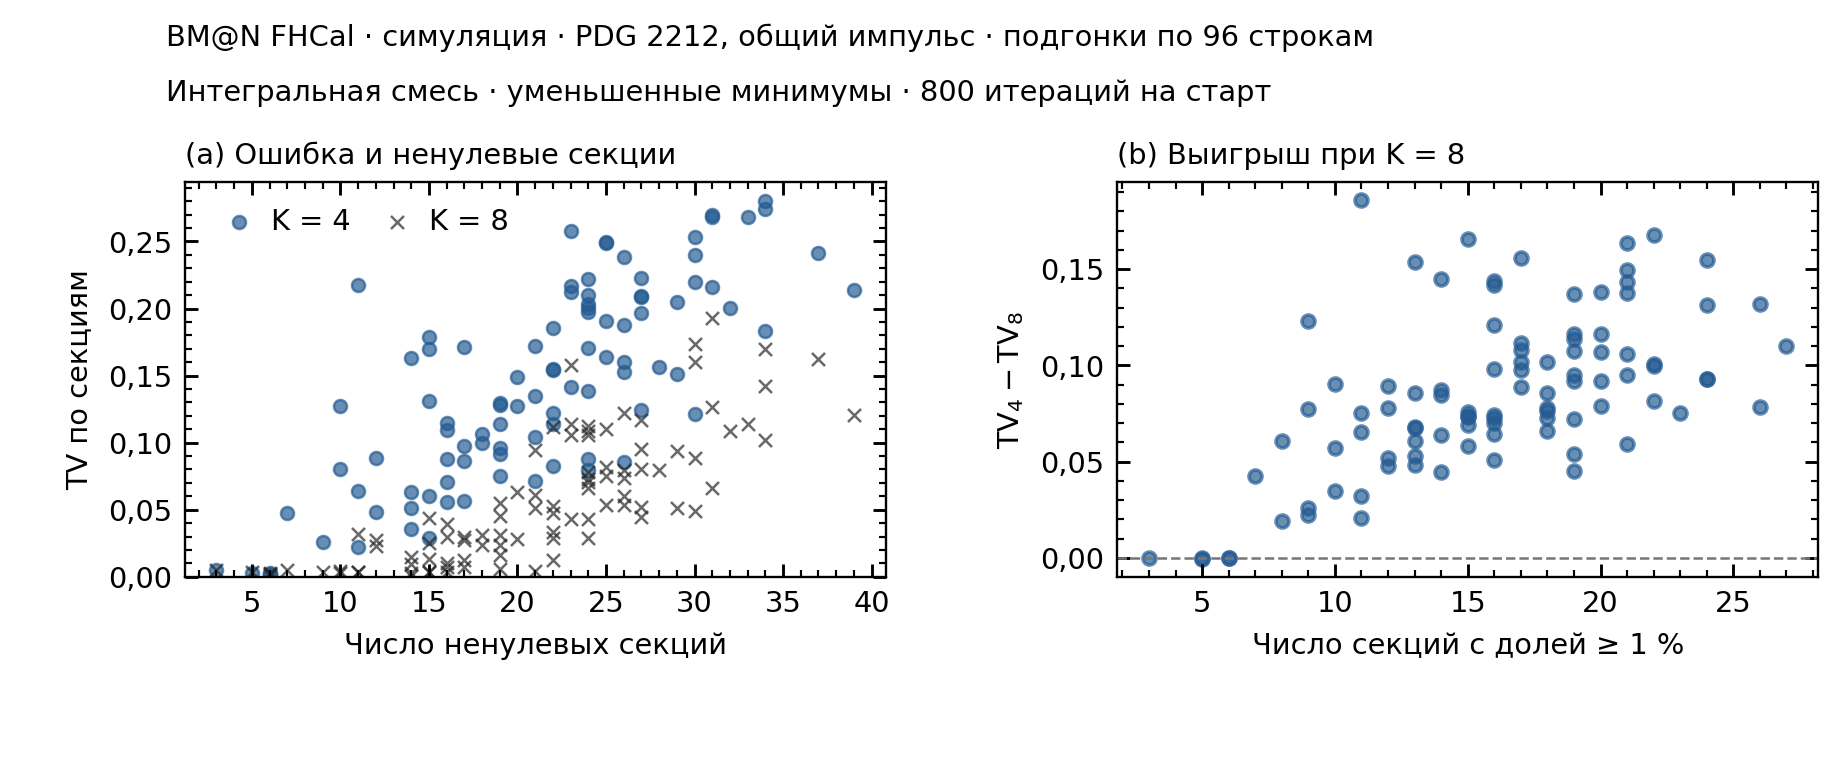 BM@N FHCal · симуляция · PDG 2212, общий импульс · подгонки по 96 строкам
Интегральная смесь · уменьшенные минимумы · 800 итераций на старт
(a) Ошибка и ненулевые секции
K = 4 K = 8
TV по секциям
0,25
0,20
0,15
0,10
0,05
0,00
5 10 15 20 25 30 35 40
Число ненулевых секций
(b) Выигрыш при K = 8
TV₄ − TV₈
0,15
0,10
0,05
0,00
5 10 15 20 25
Число секций с долей ≥ 1 %